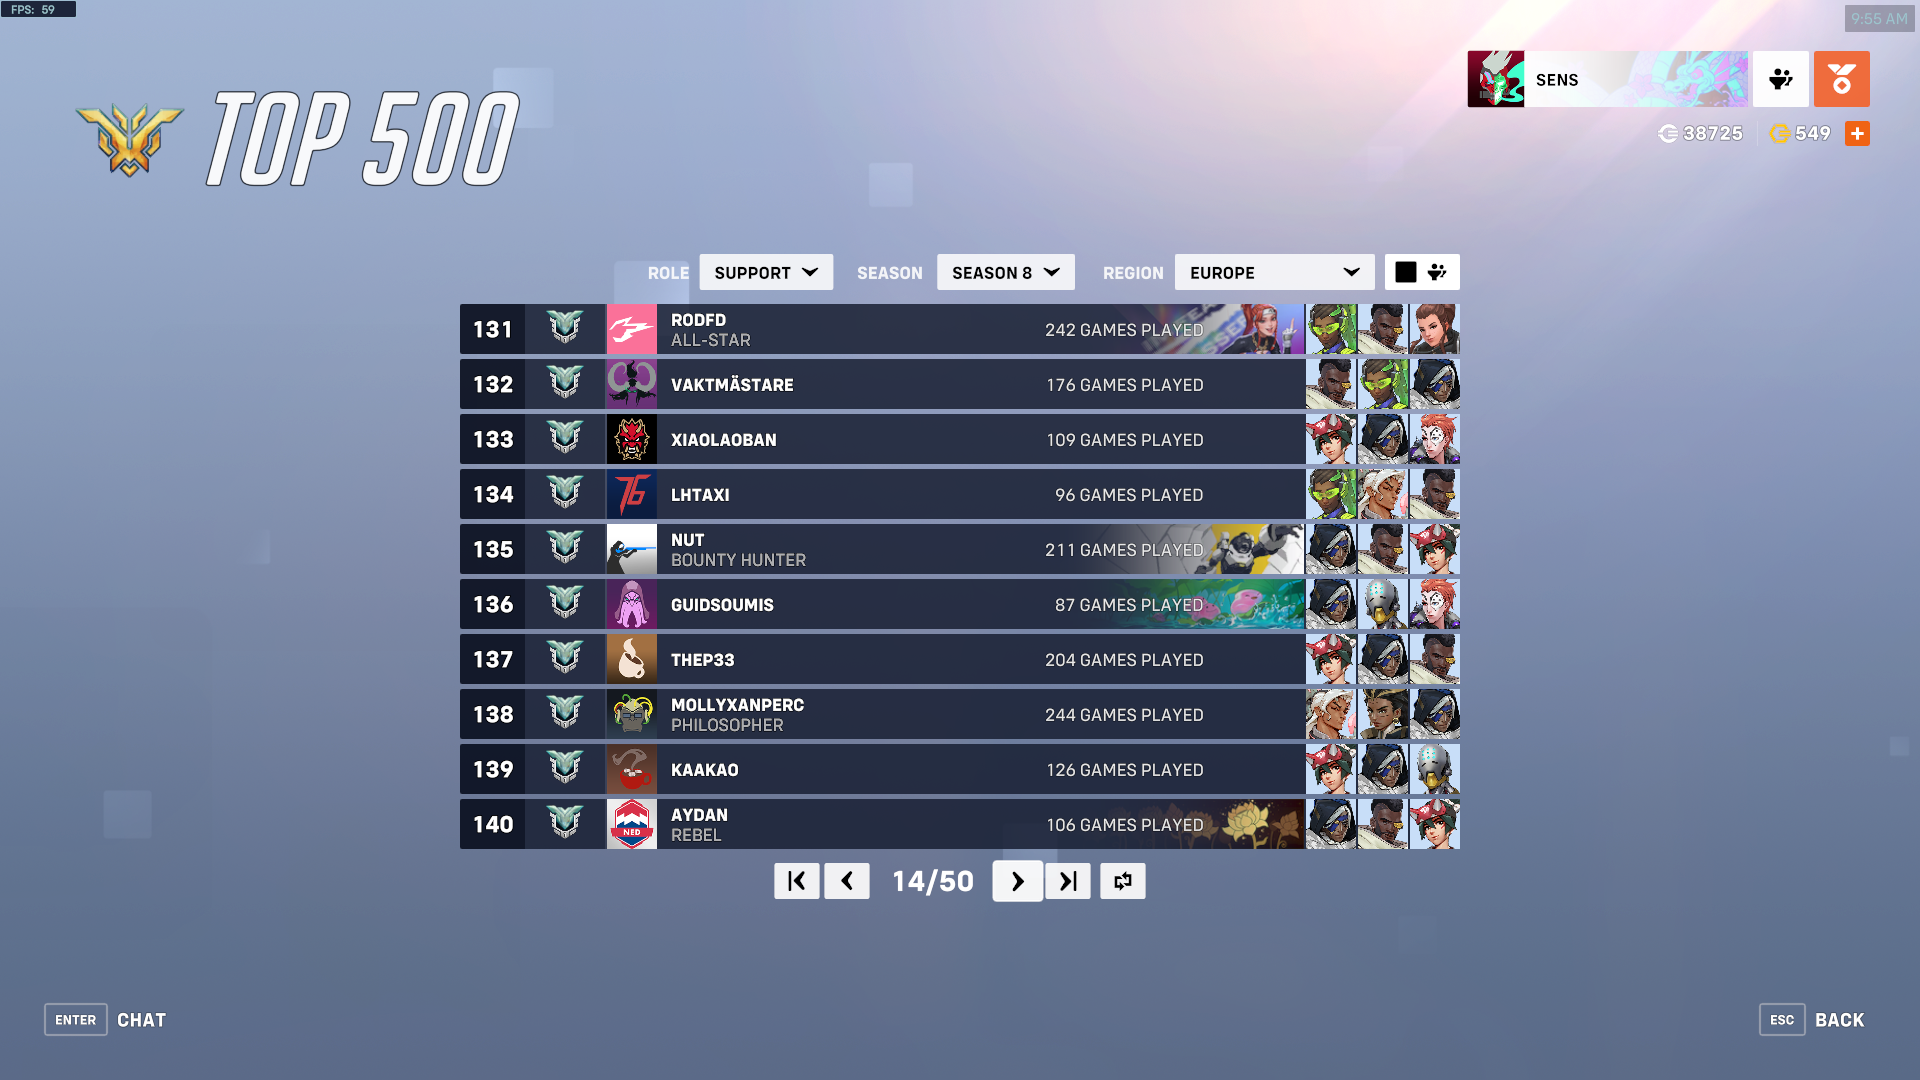 FPS: 59
9:55 AM
TOP 500
SENS
38725
549
ROLE SUPPORT SEASON SEASON 8 REGION EUROPE
131 RODFD 242 GAMES PLAYED
ALL-STAR
132 VAKTMÄSTARE 176 GAMES PLAYED
133 XIAOLAOBAN 109 GAMES PLAYED
134 76 LHTAXI 96 GAMES PLAYED
135 NUT 211 GAMES PLAYED
BOUNTY HUNTER
136 GUIDSOUMIS 87 GAMES PLAYED
137 THEP33 204 GAMES PLAYED
138 MOLLYXANPERC 244 GAMES PLAYED
PHILOSOPHER
139 KAAKAO 126 GAMES PLAYED
140 NED AYDAN 106 GAMES PLAYED
REBEL
14/50
ENTER CHAT
ESC BACK